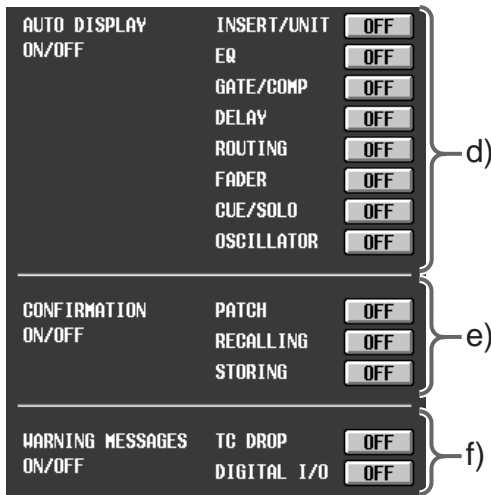 AUTO DISPLAY INSERT/UNIT OFF
ON/OFF EQ OFF
GATE/COMP OFF
DELAY OFF
ROUTING OFF
FADER OFF
CUE/SOLO OFF
OSCILLATOR OFF
d)
CONFIRMATION PATCH OFF
ON/OFF RECALLING OFF
STORING OFF
e)
WARNING MESSAGES TC DROP OFF
ON/OFF DIGITAL I/O OFF
f)